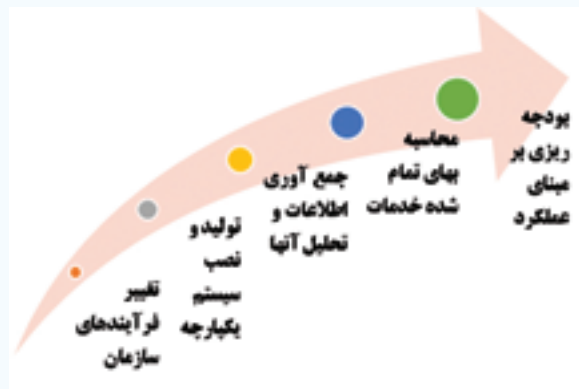 تغییر
فرآیندهای
سازمان
تولید و
نصب
سیستم
یکپارچه
جمع آوری
اطلاعات و
تحلیل آنها
محاسبه
بهای تمام
شده خدمات
بودجه
ریزی بر
مبنای
عملکرد